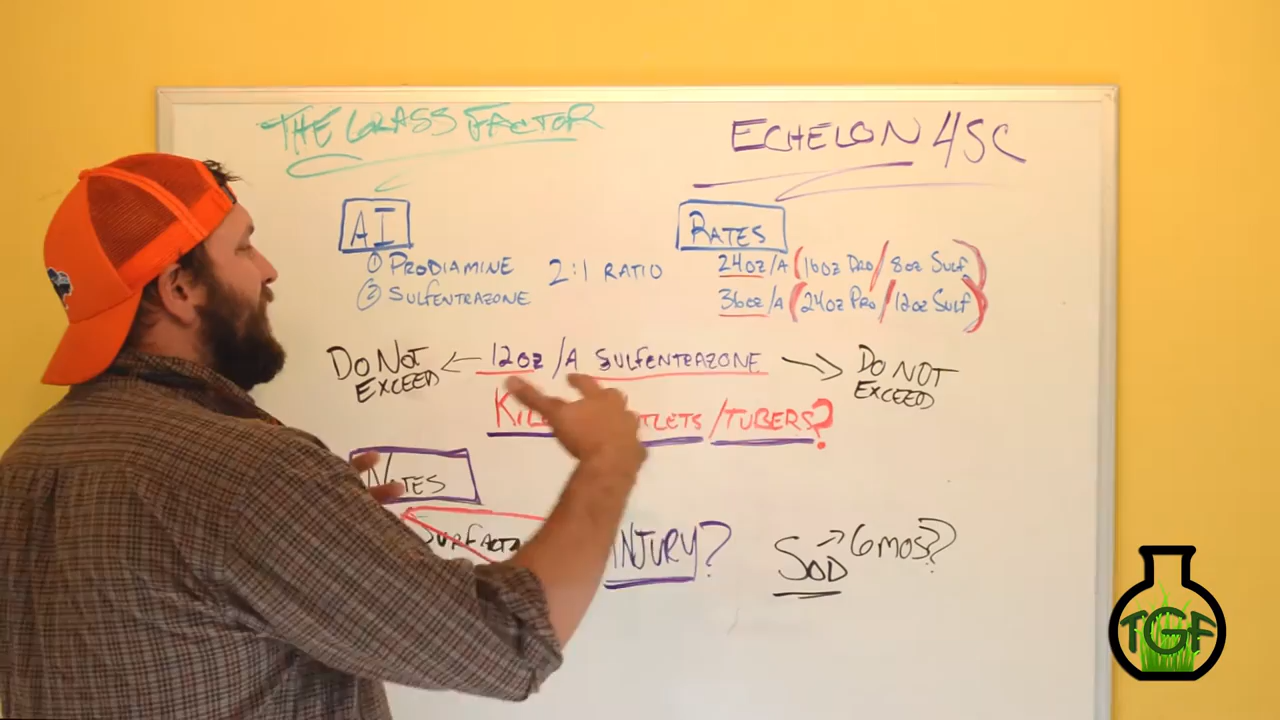 THE GRASS FACTOR
ECHELON 4SC
AI
RATES
① PRODIAMINE
② SULFENTRAZONE
2:1 RATIO
24oz/A (16oz Pro/8oz Sulf)
36oz/A (24oz Pro/12oz Sulf)
DO NOT
EXCEED
12oz/A SULFENTRAZONE
DO NOT
EXCEED
/TUBERS?
NOTES
INJURY?
SOD → 6mos?
TGF